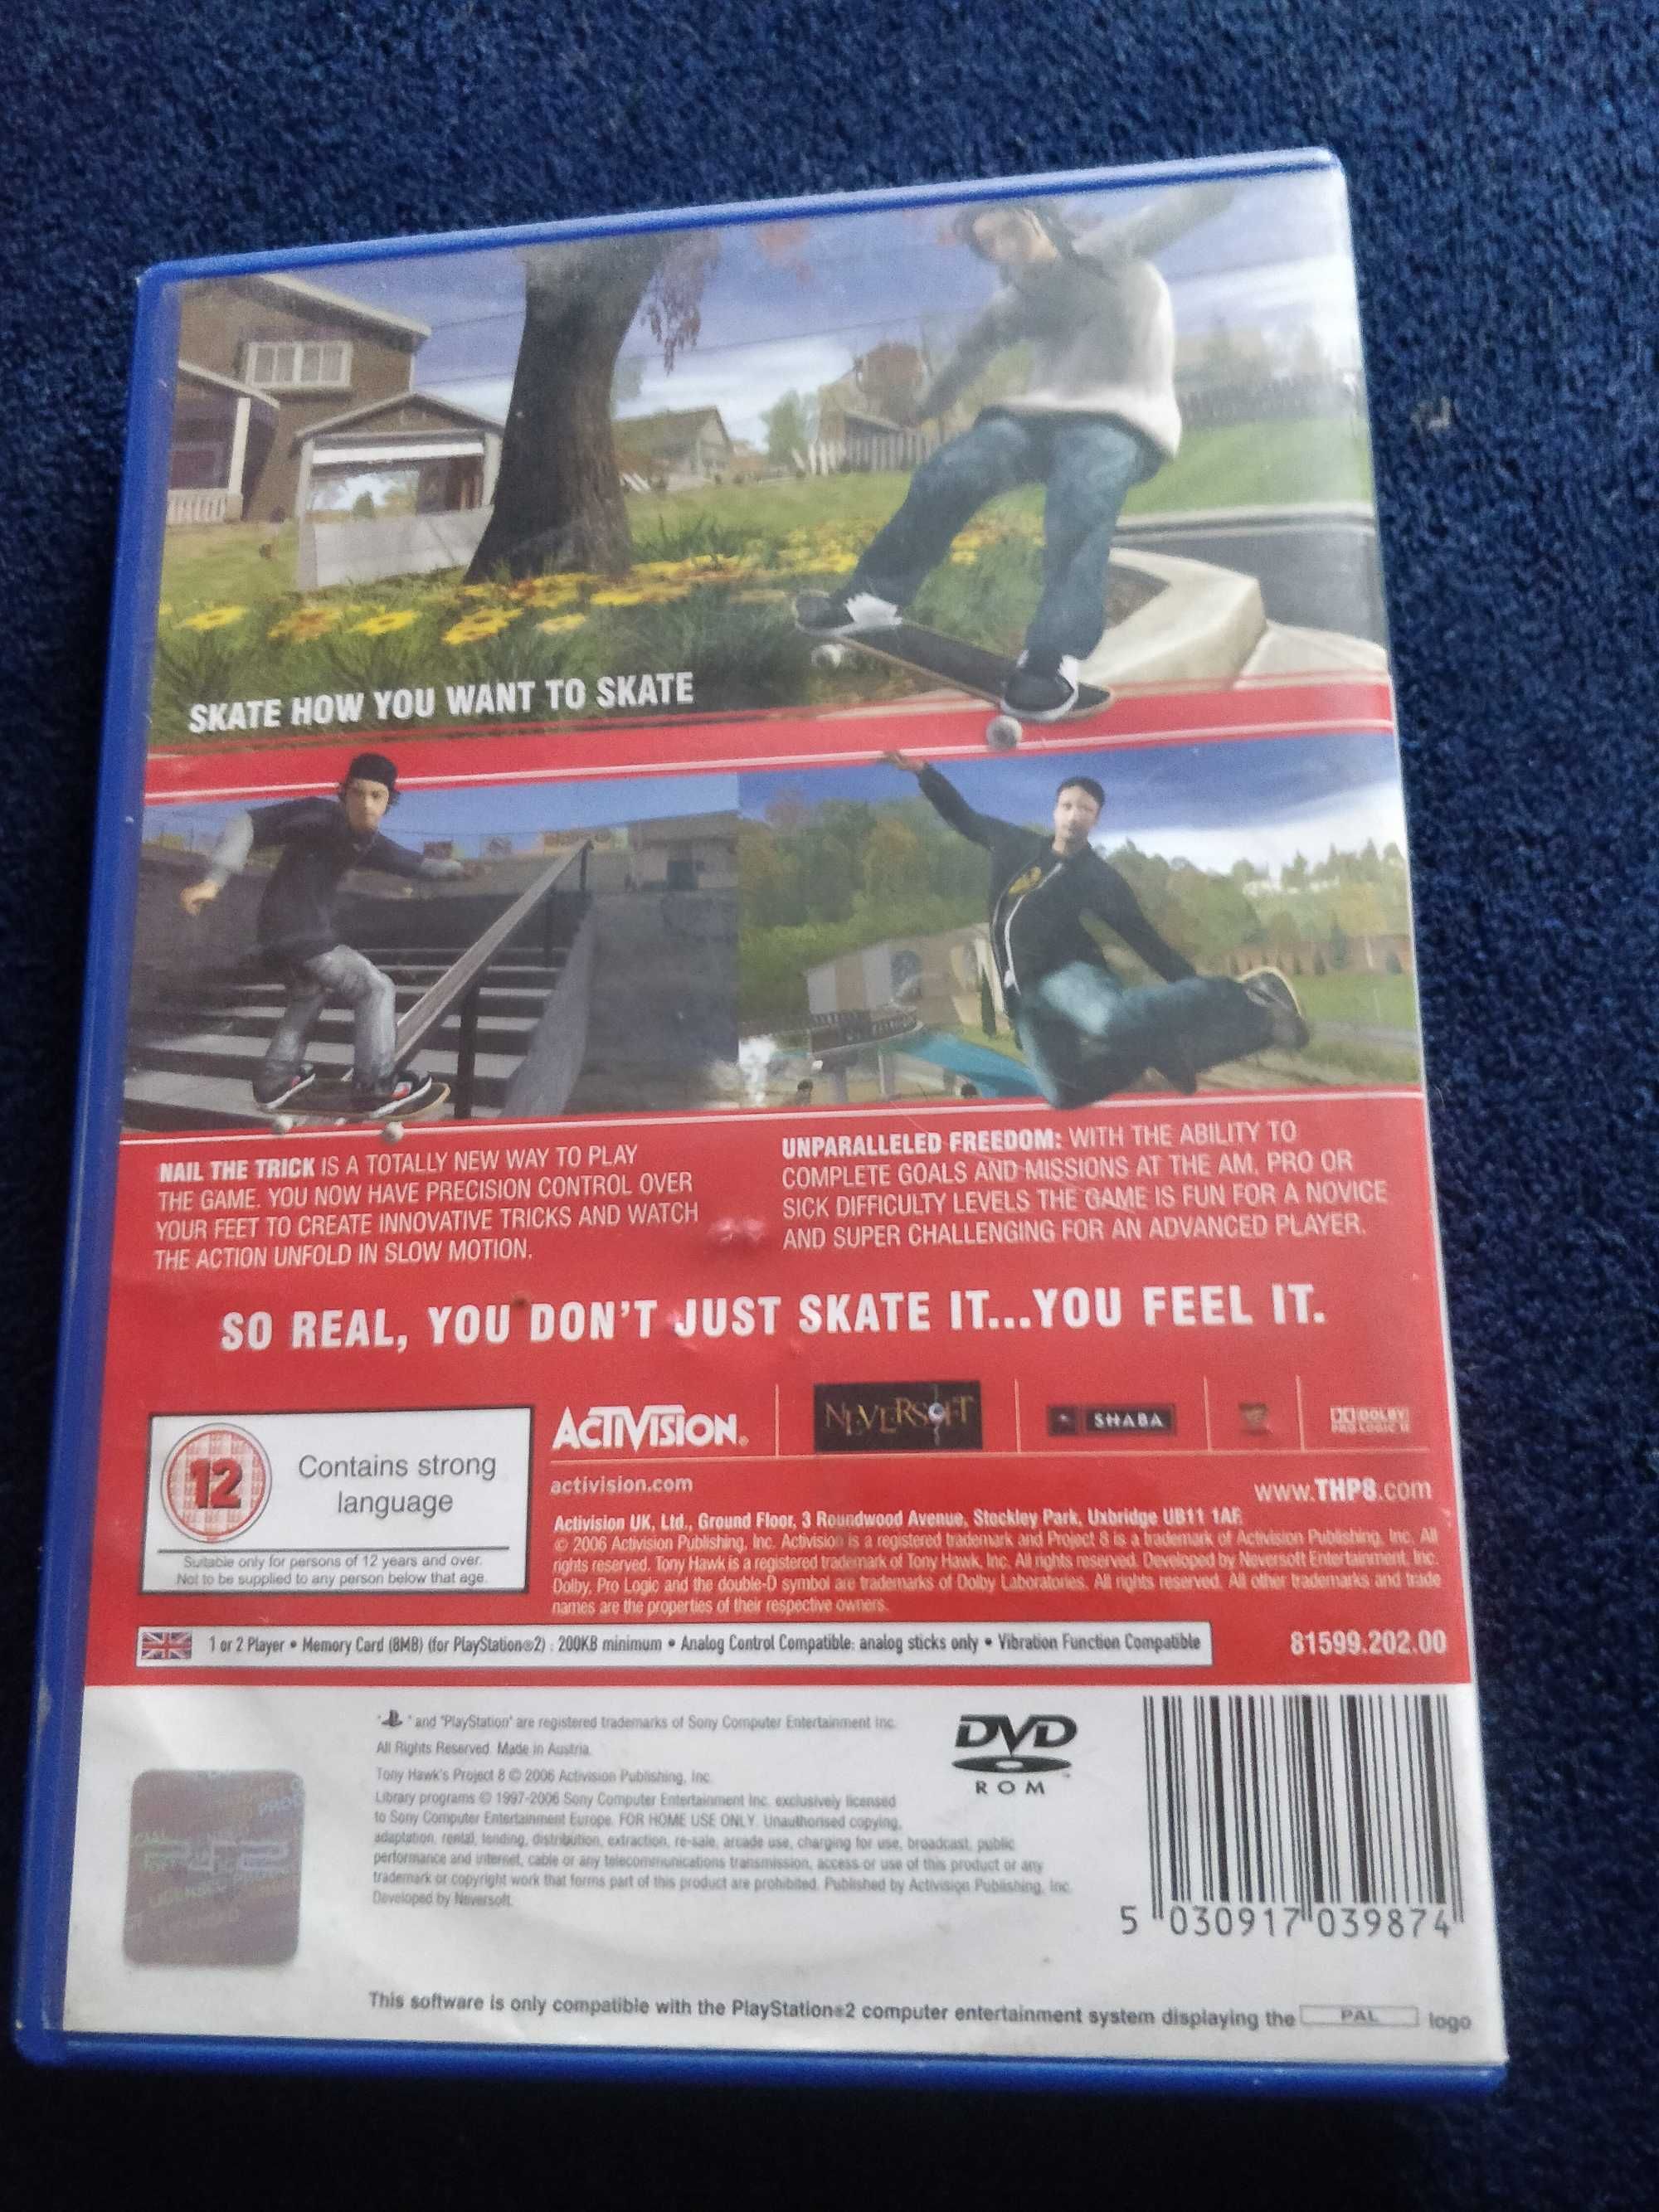 SKATE HOW YOU WANT TO SKATE
NAIL THE TRICK IS A TOTALLY NEW WAY TO PLAY
THE GAME. YOU NOW HAVE PRECISION CONTROL OVER
YOUR FEET TO CREATE INNOVATIVE TRICKS AND WATCH
THE ACTION UNFOLD IN SLOW MOTION.
UNPARALLELED FREEDOM: WITH THE ABILITY TO
COMPLETE GOALS AND MISSIONS AT THE AM, PRO OR
SICK DIFFICULTY LEVELS THE GAME IS FUN FOR A NOVICE
AND SUPER CHALLENGING FOR AN ADVANCED PLAYER.
SO REAL, YOU DON'T JUST SKATE IT...YOU FEEL IT.
12
Contains strong
language
Suitable only for persons of 12 years and over.
Not to be supplied to any person below that age.
ACTIVISION®
NEVERSOFT
SHABA
DOLBY
PRO LOGIC II
activision.com
www.THP8.com
Activision UK, Ltd., Ground Floor, 3 Roundwood Avenue, Stockley Park, Uxbridge UB11 1AF.
© 2006 Activision Publishing, Inc. Activision is a registered trademark and Project 8 is a trademark of Activision Publishing, Inc. All
rights reserved. Tony Hawk is a registered trademark of Tony Hawk, Inc. All rights reserved. Developed by Neversoft Entertainment, Inc.
Dolby, Pro Logic and the double-D symbol are trademarks of Dolby Laboratories. All rights reserved. All other trademarks and trade
names are the properties of their respective owners.
1 or 2 Player • Memory Card (8MB) (for PlayStation®2) : 200KB minimum • Analog Control Compatible: analog sticks only • Vibration Function Compatible
81599.202.00
" " and "PlayStation" are registered trademarks of Sony Computer Entertainment Inc.
All Rights Reserved. Made in Austria.
Tony Hawk's Project 8 © 2006 Activision Publishing, Inc.
Library programs © 1997-2006 Sony Computer Entertainment Inc. exclusively licensed
to Sony Computer Entertainment Europe. FOR HOME USE ONLY. Unauthorised copying,
adaptation, rental, lending, distribution, extraction, re-sale, arcade use, charging for use, broadcast, public
performance and internet, cable or any telecommunications transmission, access or use of this product or any
trademark or copyright work that forms part of this product are prohibited. Published by Activision Publishing, Inc.
Developed by Neversoft.
DVD
ROM
PS2
5 030917 039874
This software is only compatible with the PlayStation®2 computer entertainment system displaying the PAL logo